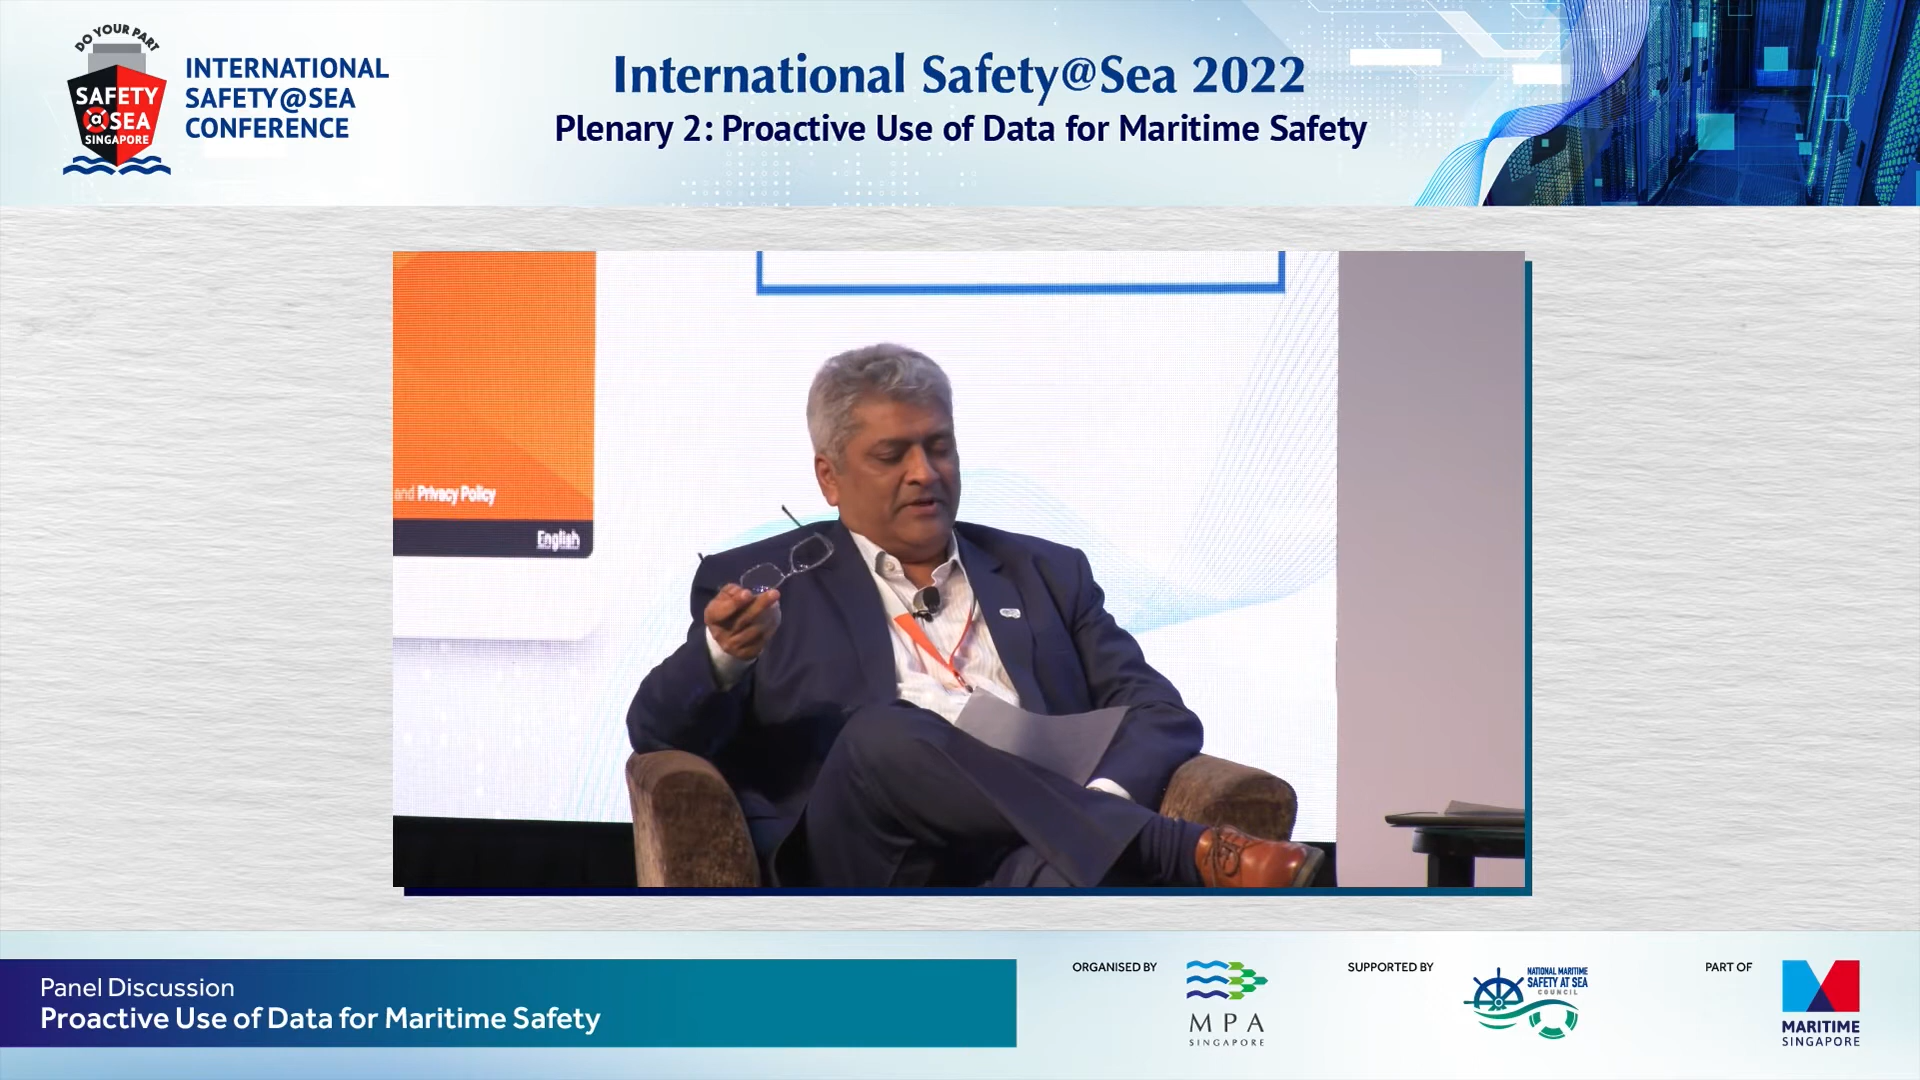 DO YOUR PART
SAFETY
@SEA
SINGAPORE
INTERNATIONAL
SAFETY@SEA
CONFERENCE
International Safety@Sea 2022
Plenary 2: Proactive Use of Data for Maritime Safety
and Privacy Policy
English
Panel Discussion
Proactive Use of Data for Maritime Safety
ORGANISED BY
MPA
SINGAPORE
SUPPORTED BY
NATIONAL MARITIME
SAFETY AT SEA
COUNCIL
PART OF
MARITIME
SINGAPORE